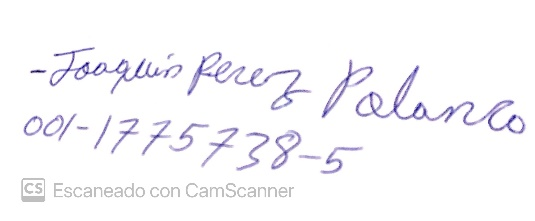 -Joaquin Perez Polanco
001-1775738-5
CS Escaneado con CamScanner